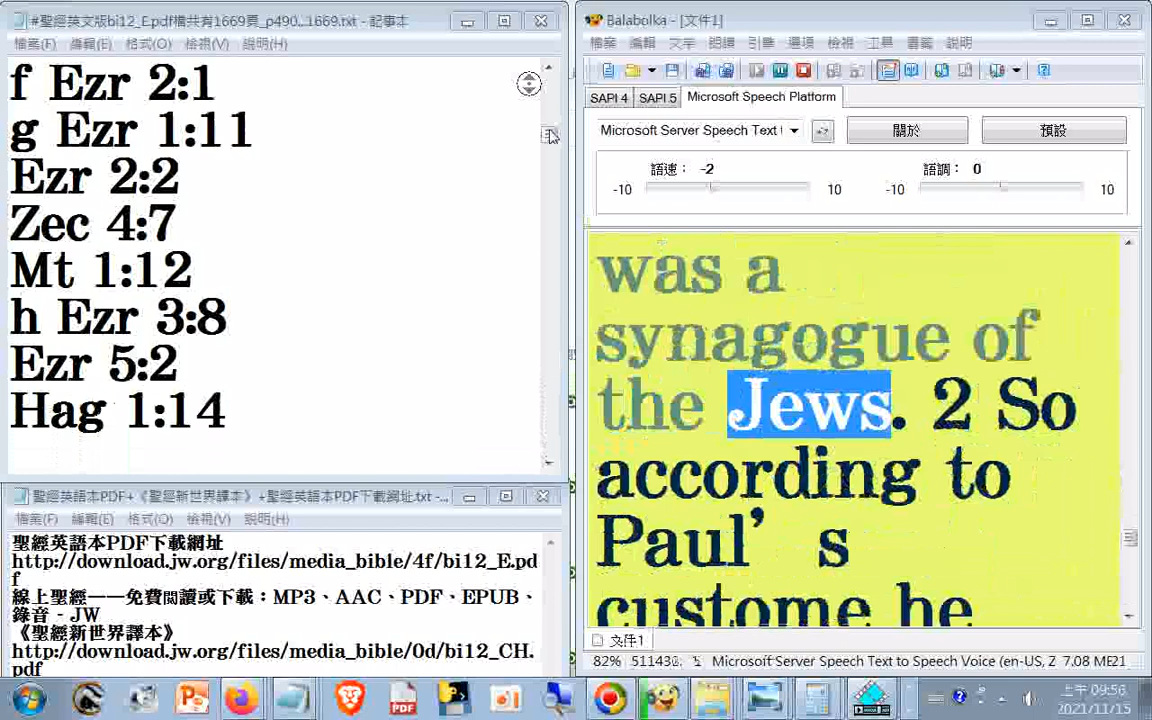 #聖經英文版bi12_E.pdf檔共有1669頁_p490...1669.txt - 記事本
檔案(F) 編輯(E) 格式(O) 檢視(V) 說明(H)
f Ezr 2:1
g Ezr 1:11
Ezr 2:2
Zec 4:7
Mt 1:12
h Ezr 3:8
Ezr 5:2
Hag 1:14
聖經英語本PDF+《聖經新世界譯本》+聖經英語本PDF下載網址.txt -...
檔案(F) 編輯(E) 格式(O) 檢視(V) 說明(H)
聖經英語本PDF下載網址
http://download.jw.org/files/media_bible/4f/bi12_E.pd
f
線上聖經——免費閱讀或下載：MP3、AAC、PDF、EPUB、
錄音 - JW
《聖經新世界譯本》
http://download.jw.org/files/media_bible/0d/bi12_CH.
pdf
Balabolka - [文件1]
檔案 編輯 文字 朗讀 引擎 選項 檢視 工具 書籤 說明
SAPI 4 SAPI 5 Microsoft Speech Platform
Microsoft Server Speech Text 關於 預設
語速： -2 語調： 0
-10 10 -10 10
was a
synagogue of
the Jews. 2 So
according to
Paul’s
custome he
文件1
82% Microsoft Server Speech Text to Speech Voice (en-US, Z 7.08 ME21
PDF
上午 09:56
2021/11/15